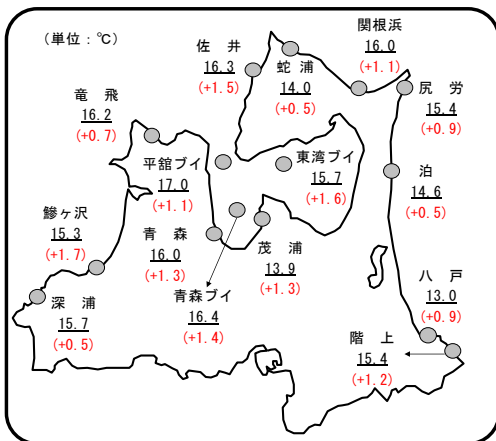 （単位：℃）
関根浜
16.0
(+1.1)
佐　井
16.3
(+1.5)
蛇　浦
14.0
(+0.5)
尻　労
15.4
(+0.9)
竜　飛
16.2
(+0.7)
平舘ブイ
17.0
(+1.1)
東湾ブイ
15.7
(+1.6)
泊
14.6
(+0.5)
鰺ヶ沢
15.3
(+1.7)
青　森
16.0
(+1.3)
茂　浦
13.9
(+1.3)
八　戸
13.0
(+0.9)
深　浦
15.7
(+0.5)
青森ブイ
16.4
(+1.4)
階　上
15.4
(+1.2)